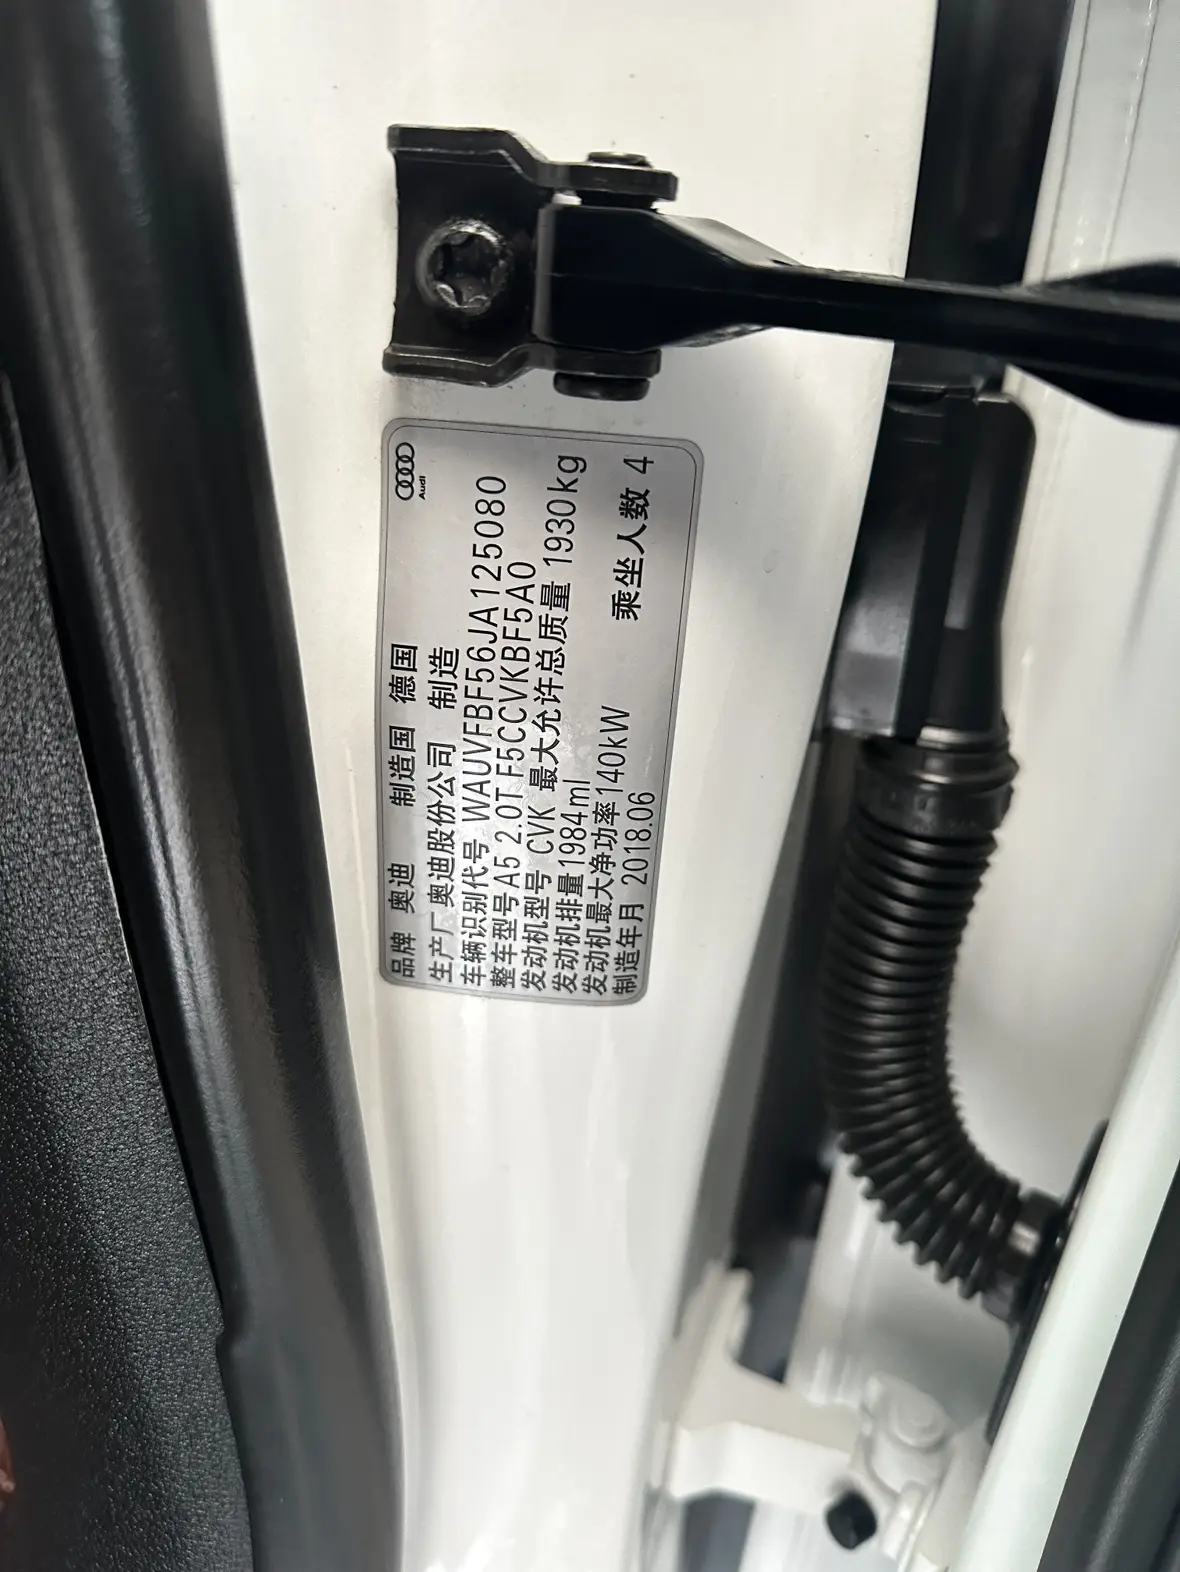 Audi
品牌 奥迪 制造国 德国
生产厂 奥迪股份公司 制造
车辆识别代号 WAUVFBF56JA125080
整车型号 A5 2.0T F5CCVKBF5A0
发动机型号 CVK 最大允许总质量 1930kg
发动机排量 1984ml
发动机最大净功率 140kW 乘坐人数 4
制造年月 2018.06